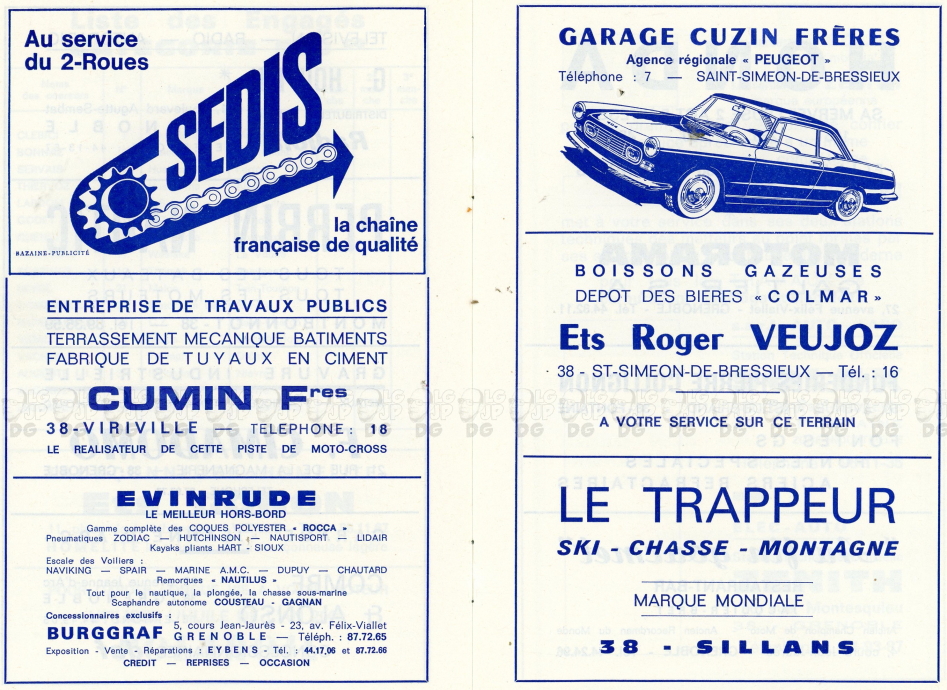 Au service
du 2-Roues
SEDIS
la chaîne
française de qualité
BAZAINE-PUBLICITÉ
ENTREPRISE DE TRAVAUX PUBLICS
TERRASSEMENT MECANIQUE BATIMENTS
FABRIQUE DE TUYAUX EN CIMENT
CUMIN Fres
38-VIRIVILLE — TELEPHONE : 18
LE REALISATEUR DE CETTE PISTE DE MOTO-CROSS
EVINRUDE
LE MEILLEUR HORS-BORD
Gamme complète des COQUES POLYESTER « ROCCA »
Pneumatiques ZODIAC — HUTCHINSON — NAUTISPORT — LIDAIR
Kayaks pliants HART - SIOUX
Escale des Voiliers :
NAVIKING — SPAIR — MARINE A.M.C. — DUPUY — CHAUTARD
Remorques « NAUTILUS »
Tout pour le nautique, la plongée, la chasse sous-marine
Scaphandre autonome COUSTEAU - GAGNAN
Concessionnaires exclusifs :
BURGGRAF 5, cours Jean-Jaurès - 23, av. Félix-Viallet
GRENOBLE — Téléph. : 87.72.65
Exposition - Vente - Réparations : EYBENS - Tél. : 44.17.06 et 87.72.66
CREDIT — REPRISES — OCCASION
GARAGE CUZIN FRÈRES
Agence régionale « PEUGEOT »
Téléphone : 7 — SAINT-SIMEON-DE-BRESSIEUX
BOISSONS GAZEUSES
DEPOT DES BIERES « COLMAR »
Ets Roger VEUJOZ
38 - ST-SIMEON-DE-BRESSIEUX — Tél. : 16
A VOTRE SERVICE SUR CE TERRAIN
LE TRAPPEUR
SKI - CHASSE - MONTAGNE
MARQUE MONDIALE
38 - SILLANS